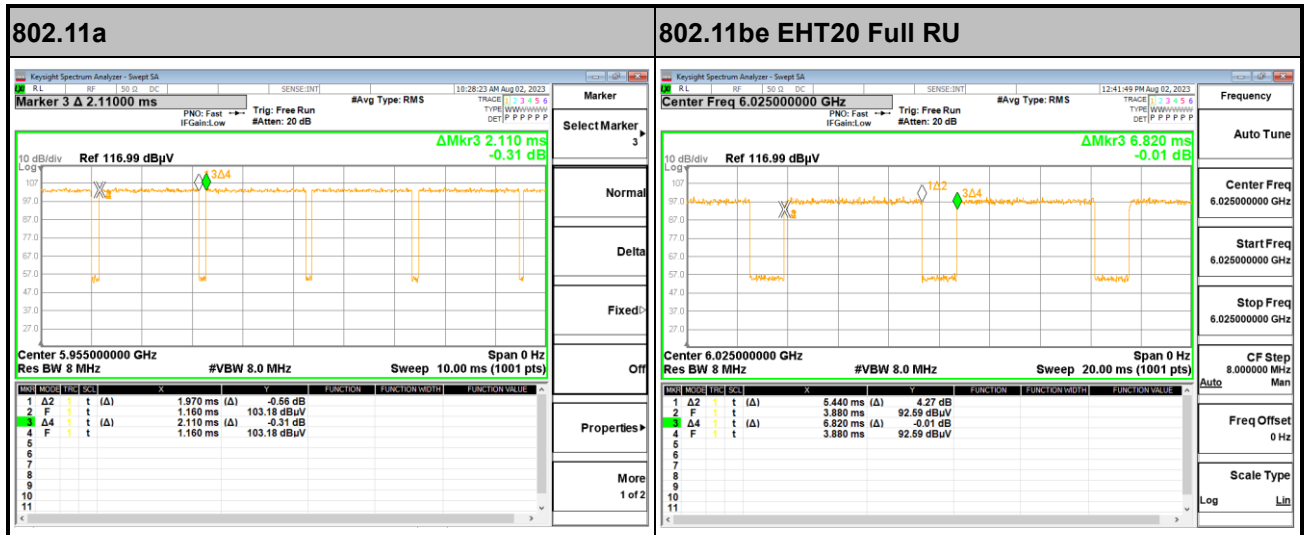 802.11a
802.11be EHT20 Full RU
Keysight Spectrum Analyzer - Swept SA
RL RF 50 Ω DC SENSE:INT 10:28:23 AM Aug 02, 2023
Marker 3 Δ 2.11000 ms
PNO: Fast
IFGain:Low
Trig: Free Run
#Atten: 20 dB
#Avg Type: RMS
TRACE 1 2 3 4 5 6
TYPE WWWWWW
DET P P P P P P
ΔMkr3 2.110 ms
-0.31 dB
10 dB/div Ref 116.99 dBµV
Log
107
97.0
87.0
77.0
67.0
57.0
47.0
37.0
27.0
3Δ4
Center 5.955000000 GHz
Span 0 Hz
Res BW 8 MHz #VBW 8.0 MHz Sweep 10.00 ms (1001 pts)
MKR MODE TRC SCL X Y FUNCTION FUNCTION WIDTH FUNCTION VALUE
1 Δ2 1 t (Δ) 1.970 ms (Δ) -0.56 dB
2 F 1 t 1.160 ms 103.18 dBµV
3 Δ4 1 t (Δ) 2.110 ms (Δ) -0.31 dB
4 F 1 t 1.160 ms 103.18 dBµV
5
6
7
8
9
10
11
Marker
Select Marker
3
Normal
Delta
Fixed
Off
Properties
More
1 of 2
Keysight Spectrum Analyzer - Swept SA
RL RF 50 Ω DC SENSE:INT 12:41:49 PM Aug 02, 2023
Center Freq 6.025000000 GHz
PNO: Fast
IFGain:Low
Trig: Free Run
#Atten: 20 dB
#Avg Type: RMS
TRACE 1 2 3 4 5 6
TYPE WWWWWW
DET P P P P P P
ΔMkr3 6.820 ms
-0.01 dB
10 dB/div Ref 116.99 dBµV
Log
107
97.0
87.0
77.0
67.0
57.0
47.0
37.0
27.0
1Δ2
3Δ4
Center 6.025000000 GHz
Span 0 Hz
Res BW 8 MHz #VBW 8.0 MHz Sweep 20.00 ms (1001 pts)
MKR MODE TRC SCL X Y FUNCTION FUNCTION WIDTH FUNCTION VALUE
1 Δ2 1 t (Δ) 5.440 ms (Δ) 4.27 dB
2 F 1 t 3.880 ms 92.59 dBµV
3 Δ4 1 t (Δ) 6.820 ms (Δ) -0.01 dB
4 F 1 t 3.880 ms 92.59 dBµV
5
6
7
8
9
10
11
Frequency
Auto Tune
Center Freq
6.025000000 GHz
Start Freq
6.025000000 GHz
Stop Freq
6.025000000 GHz
CF Step
8.000000 MHz
Auto Man
Freq Offset
0 Hz
Scale Type
Log Lin